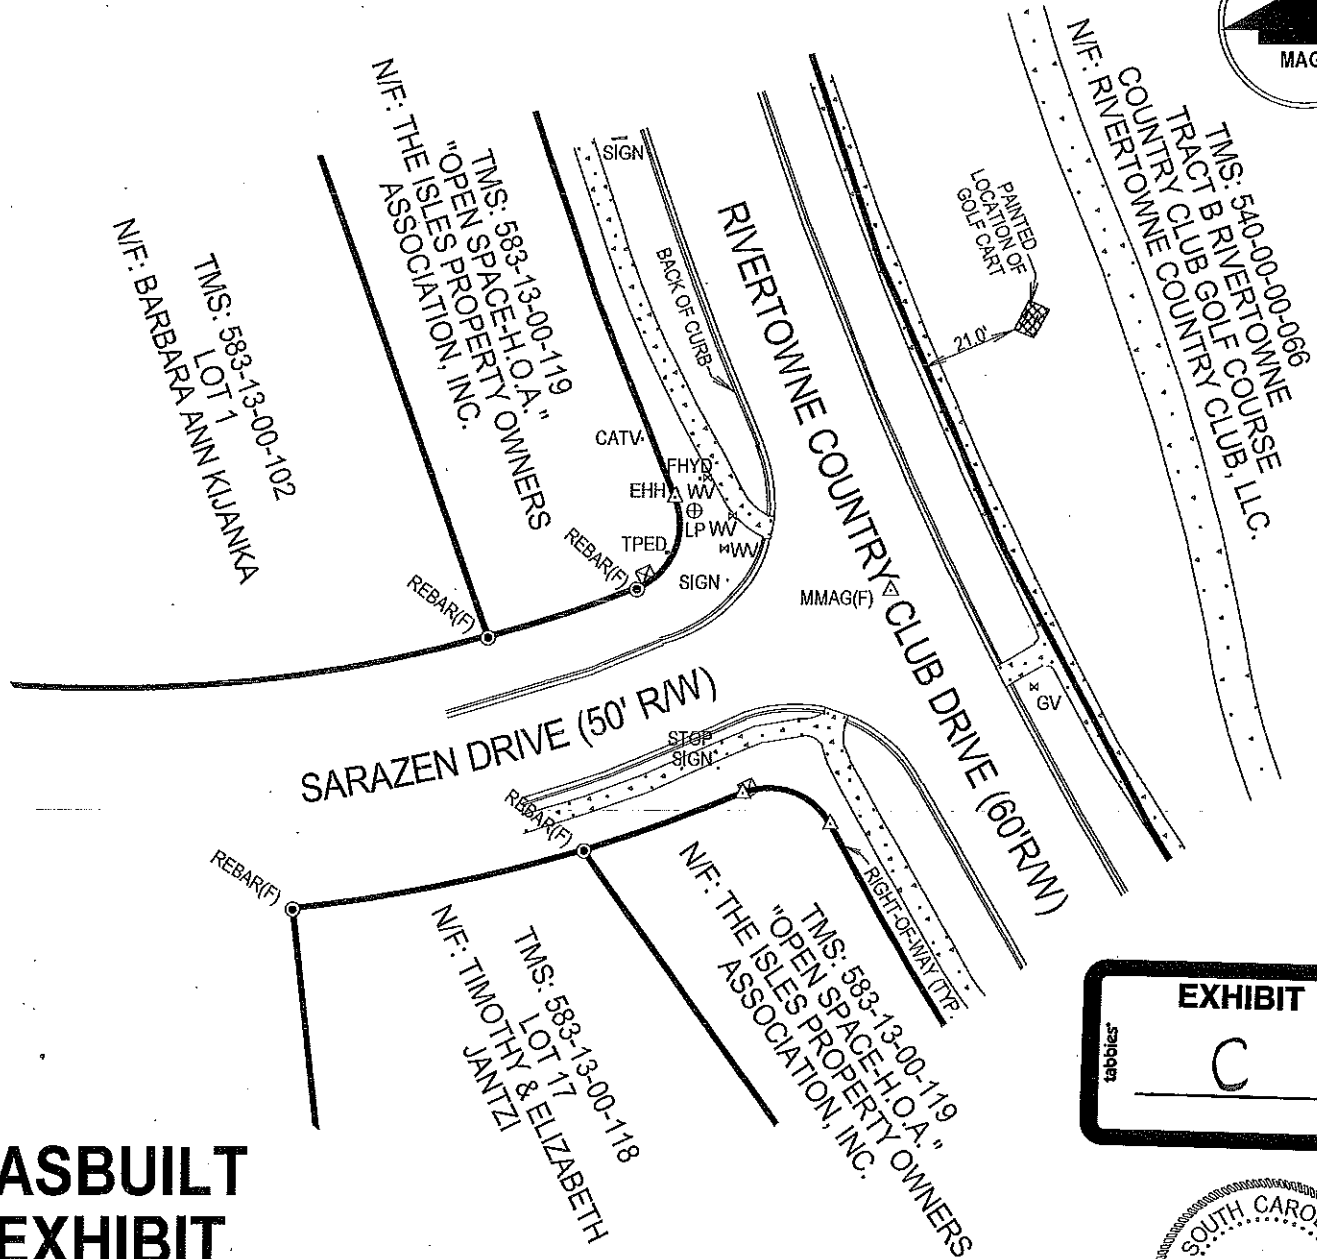 MAG
TMS: 540-00-00-066
TRACT B RIVERTOWNE
COUNTRY CLUB GOLF COURSE
N/F: RIVERTOWNE COUNTRY CLUB, LLC.
PAINTED
LOCATION OF
GOLF CART
21.0'
SIGN
BACK OF CURB
RIVERTOWNE COUNTRY CLUB DRIVE (60'R/W)
TMS: 583-13-00-119
"OPEN SPACE-H.O.A."
N/F: THE ISLES PROPERTY OWNERS
ASSOCIATION, INC.
TMS: 583-13-00-102
LOT 1
N/F: BARBARA ANN KIJANKA
CATV
FHYD
EHH
WV
LP
WV
WV
TPED
SIGN
REBAR(F)
REBAR(F)
MMAG(F)
GV
SARAZEN DRIVE (50' R/W)
STOP
SIGN
REBAR(F)
REBAR(F)
RIGHT-OF-WAY (TYP.
TMS: 583-13-00-119
"OPEN SPACE-H.O.A."
N/F: THE ISLES PROPERTY OWNERS
ASSOCIATION, INC.
TMS: 583-13-00-118
LOT 17
N/F: TIMOTHY & ELIZABETH
JANTZI
EXHIBIT
tabbies
C
ASBUILT
EXHIBIT
SOUTH CARO